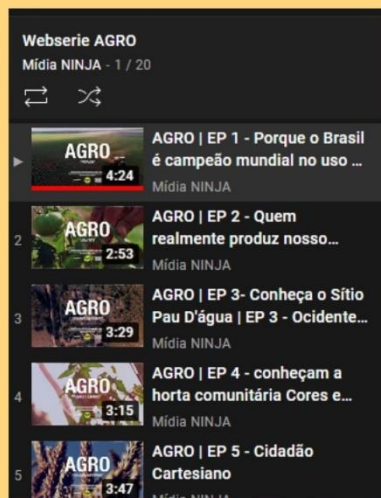 Webserie AGRO
Mídia NINJA - 1 / 20
AGRO
4:24
AGRO | EP 1 - Porque o Brasil
é campeão mundial no uso ...
Mídia NINJA
2
AGRO
2:53
AGRO | EP 2 - Quem
realmente produz nosso...
Mídia NINJA
3
AGRO
3:29
AGRO | EP 3- Conheça o Sítio
Pau D'água | EP 3 - Ocidente...
Mídia NINJA
4
AGRO
3:15
AGRO | EP 4 - conheçam a
horta comunitária Cores e...
Mídia NINJA
5
AGRO
3:47
AGRO | EP 5 - Cidadão
Cartesiano
Mídia NINJA